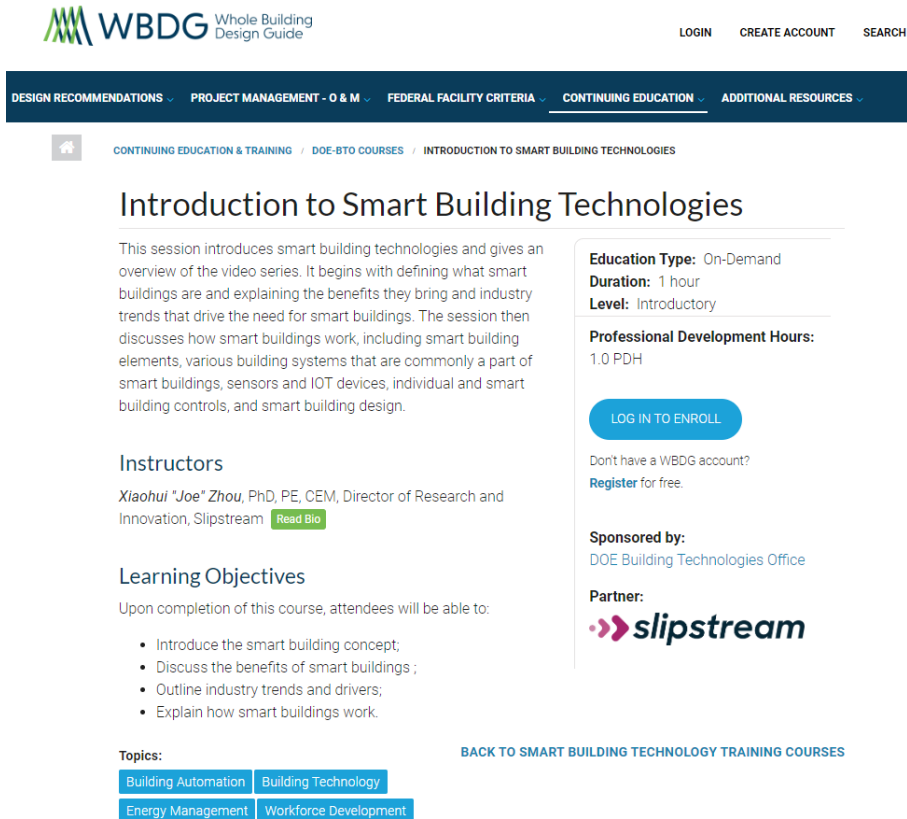 WBDG Whole Building
Design Guide
LOGIN CREATE ACCOUNT SEARCH
DESIGN RECOMMENDATIONS PROJECT MANAGEMENT - O & M FEDERAL FACILITY CRITERIA CONTINUING EDUCATION ADDITIONAL RESOURCES
CONTINUING EDUCATION & TRAINING / DOE-BTO COURSES / INTRODUCTION TO SMART BUILDING TECHNOLOGIES
Introduction to Smart Building Technologies
This session introduces smart building technologies and gives an
overview of the video series. It begins with defining what smart
buildings are and explaining the benefits they bring and industry
trends that drive the need for smart buildings. The session then
discusses how smart buildings work, including smart building
elements, various building systems that are commonly a part of
smart buildings, sensors and IOT devices, individual and smart
building controls, and smart building design.
Instructors
Xiaohui "Joe" Zhou, PhD, PE, CEM, Director of Research and
Innovation, Slipstream Read Bio
Learning Objectives
Upon completion of this course, attendees will be able to:
• Introduce the smart building concept;
• Discuss the benefits of smart buildings ;
• Outline industry trends and drivers;
• Explain how smart buildings work.
Education Type: On-Demand
Duration: 1 hour
Level: Introductory
Professional Development Hours:
1.0 PDH
LOG IN TO ENROLL
Don't have a WBDG account?
Register for free.
Sponsored by:
DOE Building Technologies Office
Partner:
slipstream
Topics:
Building Automation Building Technology
Energy Management Workforce Development
BACK TO SMART BUILDING TECHNOLOGY TRAINING COURSES